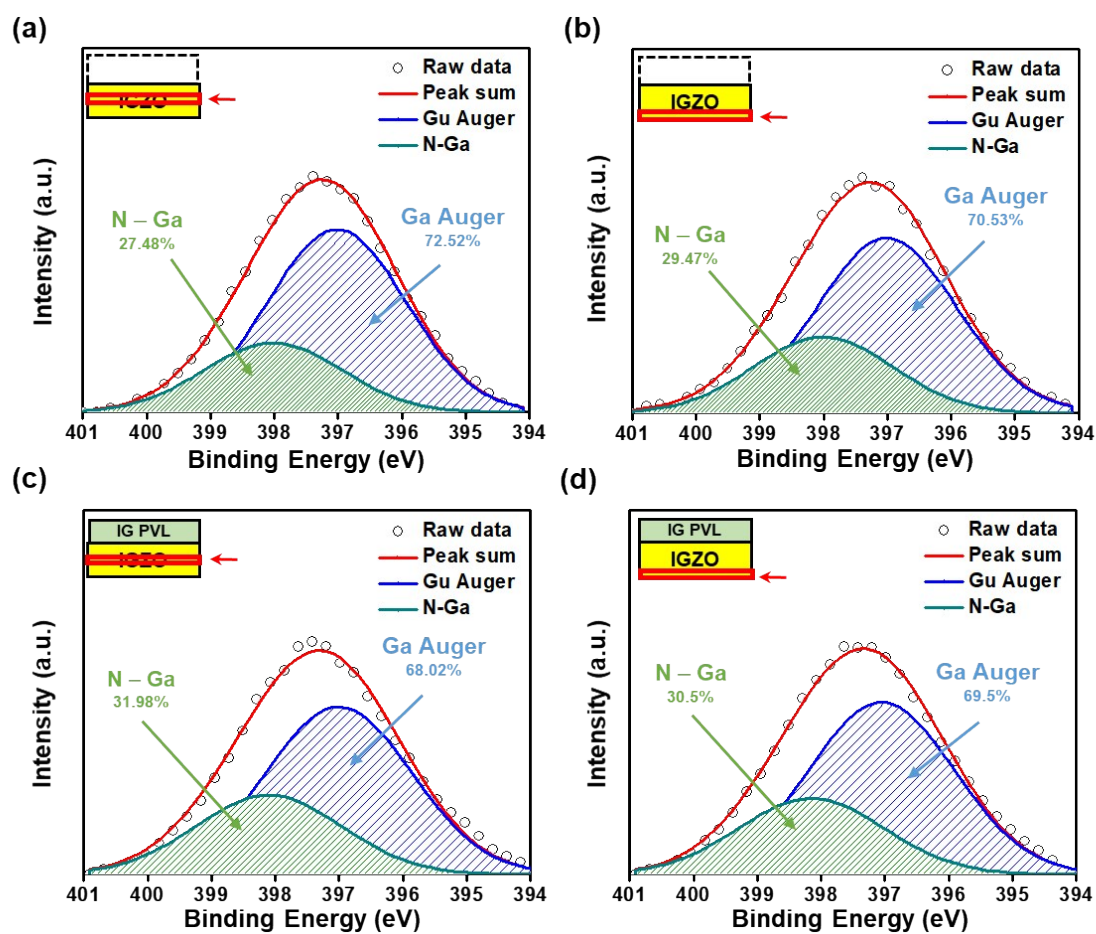 (a)
IGZO
Raw data
Peak sum
Gu Auger
N-Ga
N – Ga
27.48%
Ga Auger
72.52%
Intensity (a.u.)
401 400 399 398 397 396 395 394
Binding Energy (eV)
(b)
IGZO
Raw data
Peak sum
Gu Auger
N-Ga
N – Ga
29.47%
Ga Auger
70.53%
Intensity (a.u.)
401 400 399 398 397 396 395 394
Binding Energy (eV)
(c)
IG PVL
IGZO
Raw data
Peak sum
Gu Auger
N-Ga
N – Ga
31.98%
Ga Auger
68.02%
Intensity (a.u.)
401 400 399 398 397 396 395 394
Binding Energy (eV)
(d)
IG PVL
IGZO
Raw data
Peak sum
Gu Auger
N-Ga
N – Ga
30.5%
Ga Auger
69.5%
Intensity (a.u.)
401 400 399 398 397 396 395 394
Binding Energy (eV)